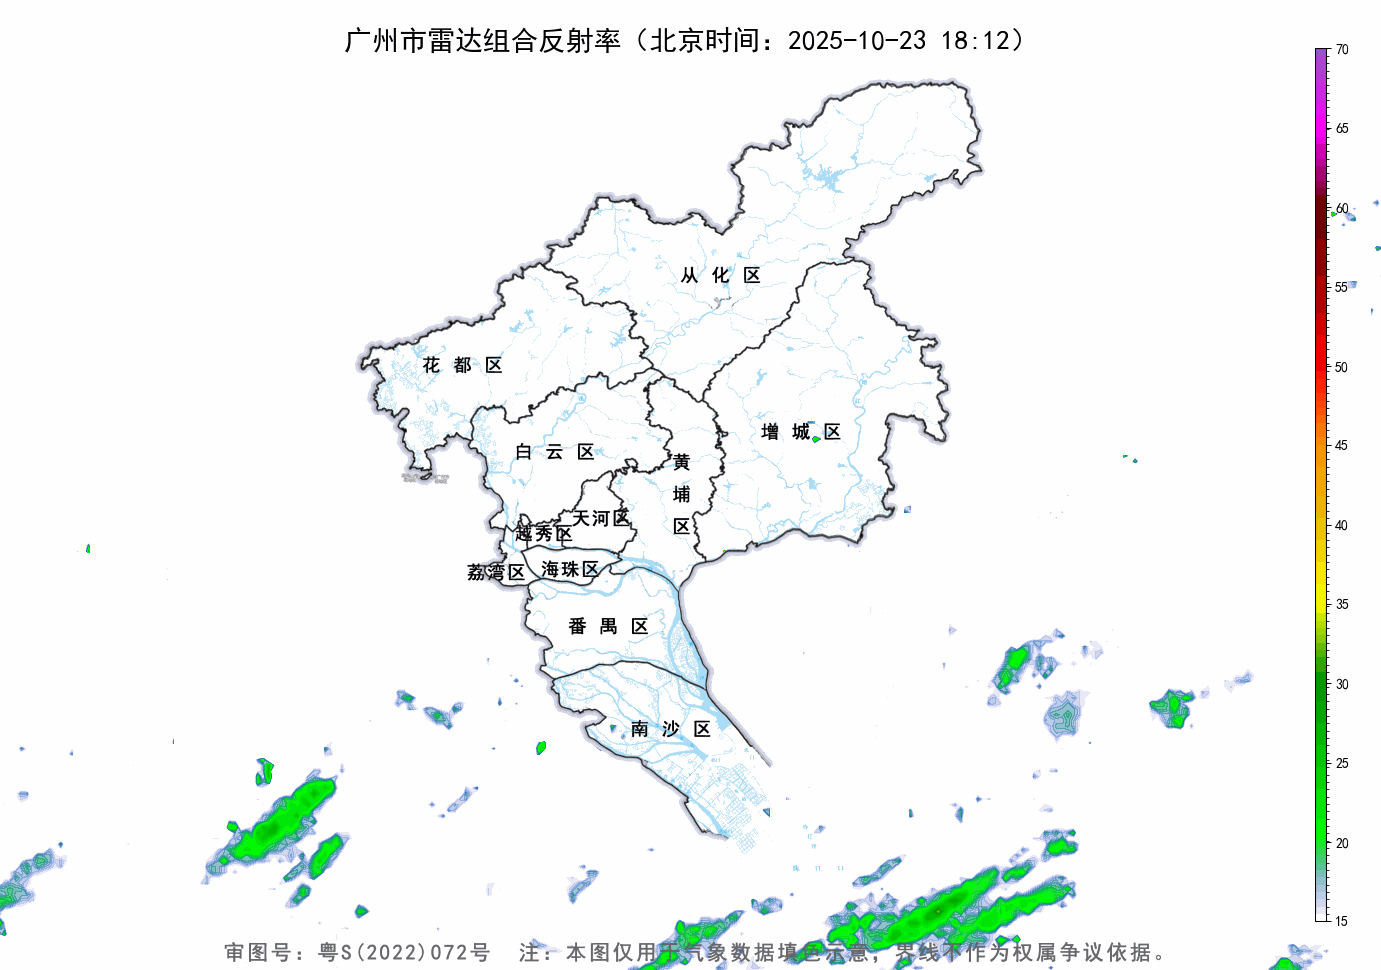 广州市雷达组合反射率（北京时间：2025-10-23 18:12）
70
65
60
55
50
45
40
35
30
25
20
15
从化区
花都区
增城区
白云区
黄埔区
天河区
越秀区
荔湾区
海珠区
番禺区
南沙区
审图号：粤S(2022)072号 注：本图仅用于气象数据填色示意，界线不作为权属争议依据。